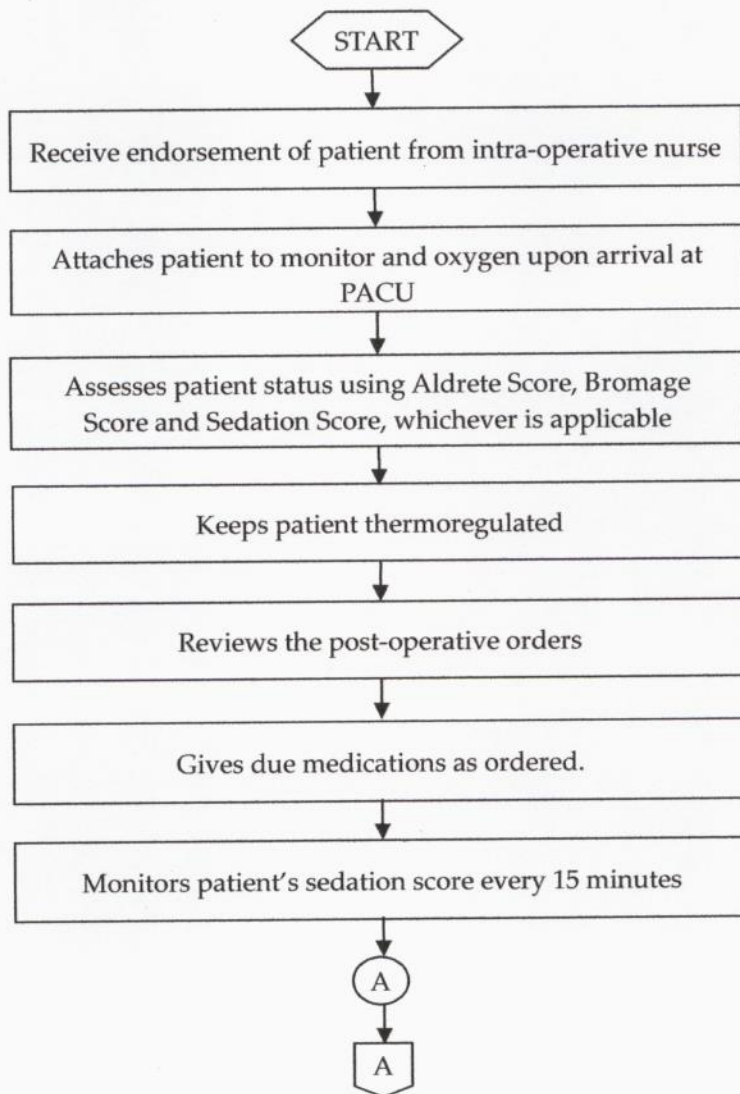 START
Receive endorsement of patient from intra-operative nurse
Attaches patient to monitor and oxygen upon arrival at
PACU
Assesses patient status using Aldrete Score, Bromage
Score and Sedation Score, whichever is applicable
Keeps patient thermoregulated
Reviews the post-operative orders
Gives due medications as ordered.
Monitors patient's sedation score every 15 minutes
A
A